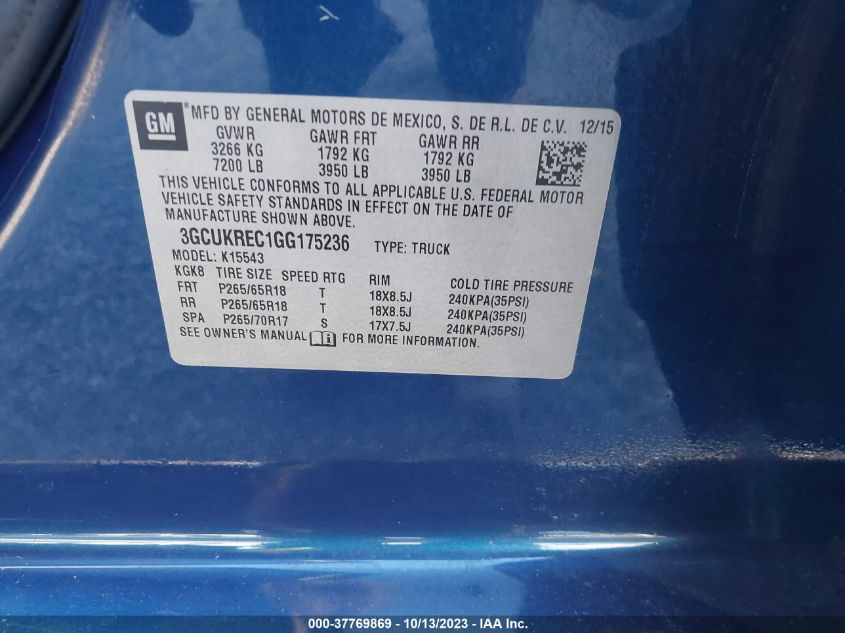 GM
® MFD BY GENERAL MOTORS DE MEXICO, S. DE R.L. DE C.V. 12/15
GVWR GAWR FRT GAWR RR
3266 KG 1792 KG 1792 KG
7200 LB 3950 LB 3950 LB
THIS VEHICLE CONFORMS TO ALL APPLICABLE U.S. FEDERAL MOTOR
VEHICLE SAFETY STANDARDS IN EFFECT ON THE DATE OF
MANUFACTURE SHOWN ABOVE.
3GCUKREC1GG175236 TYPE: TRUCK
MODEL: K15543
KGK8 TIRE SIZE SPEED RTG RIM COLD TIRE PRESSURE
FRT P265/65R18 T 18X8.5J 240KPA(35PSI)
RR P265/65R18 T 18X8.5J 240KPA(35PSI)
SPA P265/70R17 S 17X7.5J 240KPA(35PSI)
SEE OWNER'S MANUAL FOR MORE INFORMATION.
000-37769869 - 10/13/2023 - IAA Inc.